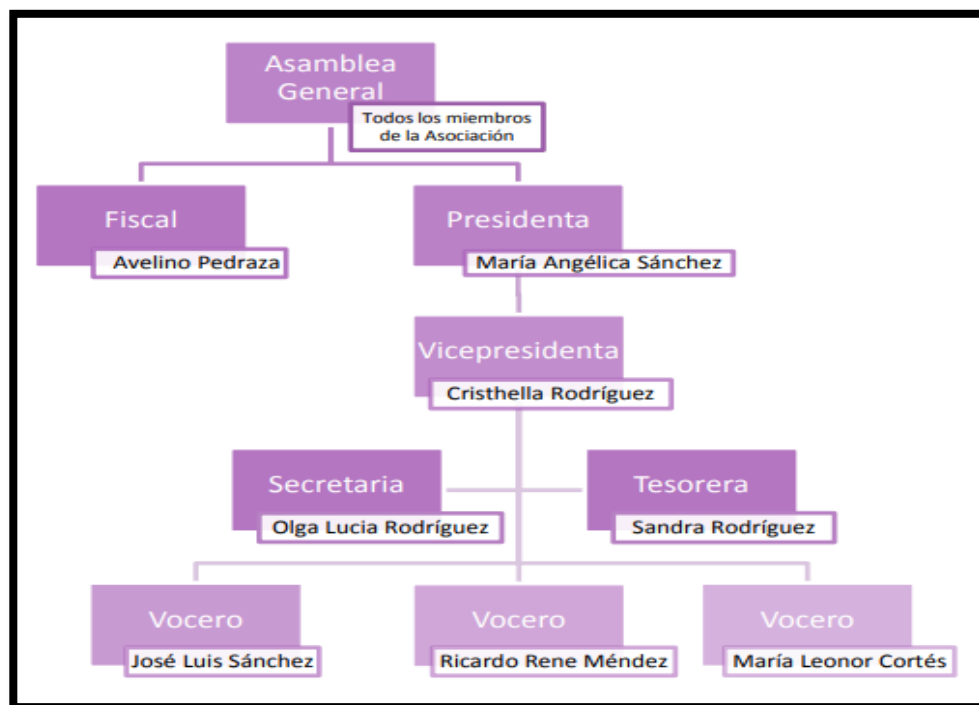 Asamblea
General
Todos los miembros
de la Asociación
Fiscal
Avelino Pedraza
Presidenta
María Angélica Sánchez
Vicepresidenta
Cristhella Rodríguez
Secretaria
Olga Lucia Rodríguez
Tesorera
Sandra Rodríguez
Vocero
José Luis Sánchez
Vocero
Ricardo Rene Méndez
Vocero
María Leonor Cortés